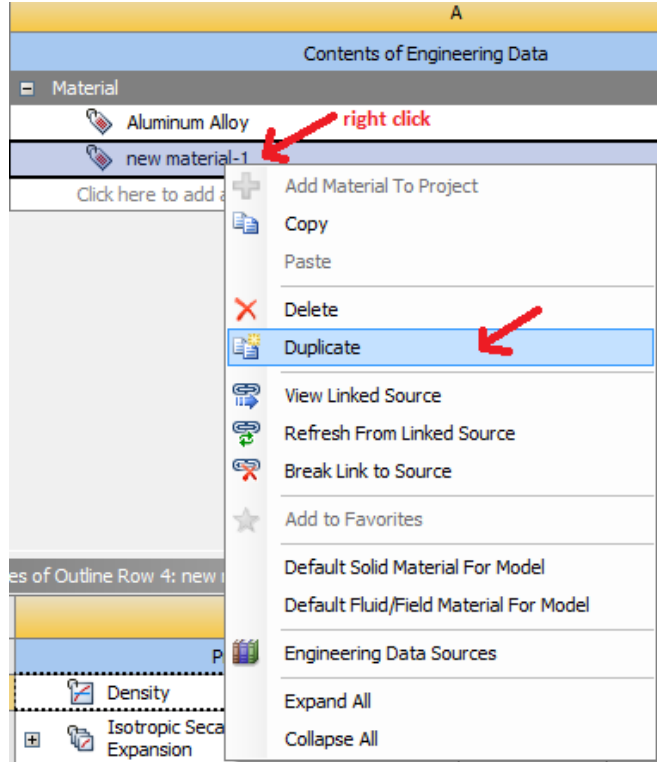 A
Contents of Engineering Data
Material
Aluminum Alloy
right click
new material-1
Click here to add
Add Material To Project
Copy
Paste
Delete
Duplicate
View Linked Source
Refresh From Linked Source
Break Link to Source
Add to Favorites
Default Solid Material For Model
es of Outline Row 4: new
Default Fluid/Field Material For Model
P
Engineering Data Sources
Density
Expand All
Isotropic Seca
Expansion
Collapse All